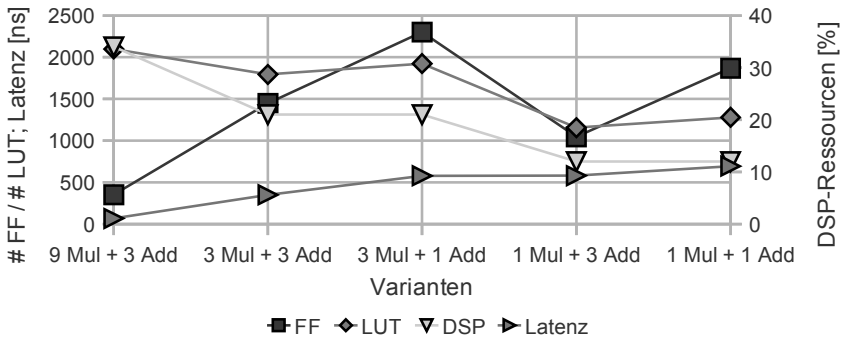 # FF / # LUT; Latenz [ns]
2500
2000
1500
1000
500
0
40
30
20
10
0
DSP-Ressourcen [%]
9 Mul + 3 Add 3 Mul + 3 Add 3 Mul + 1 Add 1 Mul + 3 Add 1 Mul + 1 Add
Varianten
FF LUT DSP Latenz